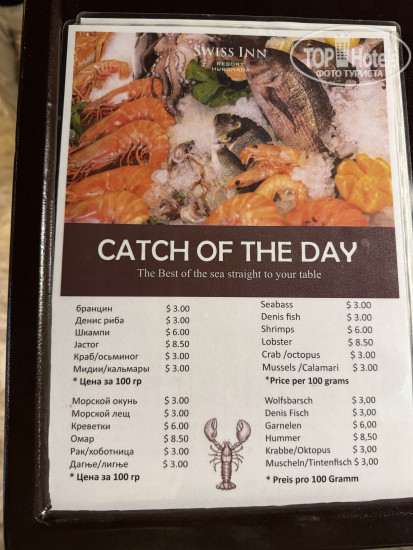 SWISS INN
RESORT
HURGHADA
TOPHotels
ФОТО ТУРИСТА
CATCH OF THE DAY
The Best of the sea straight to your table
бранцин $ 3.00
Денис риба $ 3.00
Шкампи $ 6.00
Јастог $ 8.50
Краб/осьминог $ 3.00
Мидии/кальмары $ 3.00
* Цена за 100 гр
Seabass $ 3.00
Denis fish $ 3.00
Shrimps $ 6.00
Lobster $ 8.50
Crab /octopus $ 3.00
Mussels /Calamari $ 3.00
*Price per 100 grams
Морской окунь $ 3.00
Морской лещ $ 3.00
Креветки $ 6.00
Омар $ 8.50
Рак/хоботница $ 3.00
Дагње/лигње $ 3.00
* Цена за 100 гр
Wolfsbarsch $ 3,00
Denis Fisch $ 3,00
Garnelen $ 6,00
Hummer $ 8,50
Krabbe/Oktopus $ 3,00
Muscheln/Tintenfisch $ 3,00
* Preis pro 100 Gramm